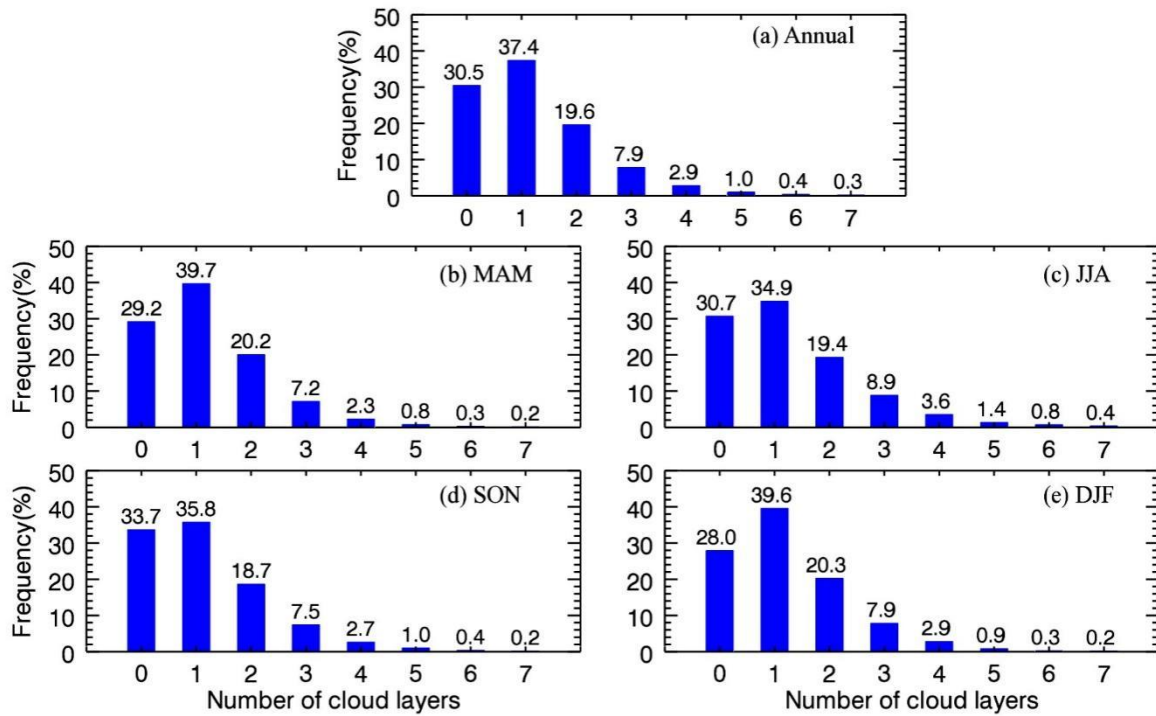 (a) Annual
Frequency(%)
50
40
30
20
10
0
30.5 37.4 19.6 7.9 2.9 1.0 0.4 0.3
0 1 2 3 4 5 6 7
(b) MAM
Frequency(%)
50
40
30
20
10
0
29.2 39.7 20.2 7.2 2.3 0.8 0.3 0.2
0 1 2 3 4 5 6 7
(c) JJA
50
40
30
20
10
0
30.7 34.9 19.4 8.9 3.6 1.4 0.8 0.4
0 1 2 3 4 5 6 7
(d) SON
Frequency(%)
50
40
30
20
10
0
33.7 35.8 18.7 7.5 2.7 1.0 0.4 0.2
0 1 2 3 4 5 6 7
Number of cloud layers
(e) DJF
50
40
30
20
10
0
28.0 39.6 20.3 7.9 2.9 0.9 0.3 0.2
0 1 2 3 4 5 6 7
Number of cloud layers